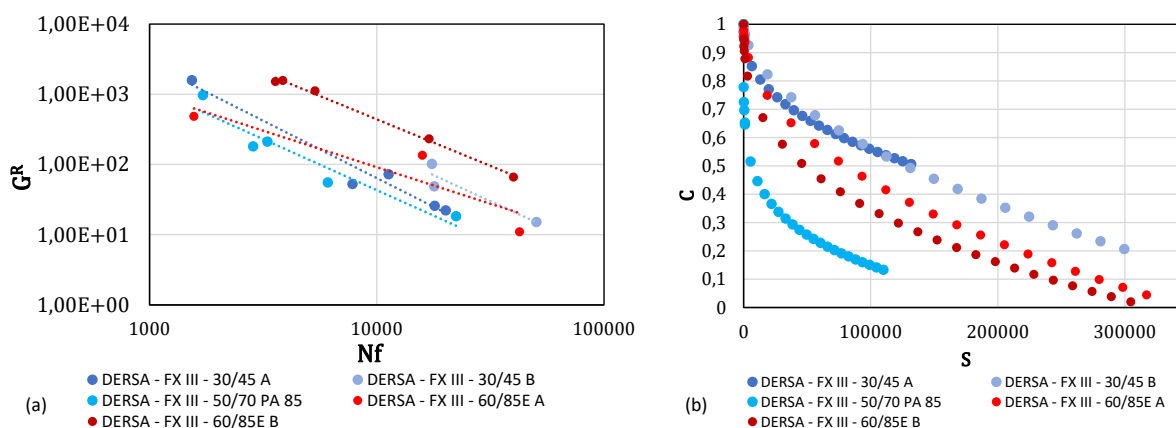 1,00E+04
1,00E+03
1,00E+02
1,00E+01
1,00E+00
G^R
1000 10000 100000
Nf
DERSA - FX III - 30/45 A DERSA - FX III - 30/45 B
DERSA - FX III - 50/70 PA 85 DERSA - FX III - 60/85E A
DERSA - FX III - 60/85E B
(a)
1
0,9
0,8
0,7
0,6
0,5
0,4
0,3
0,2
0,1
0
C
0 100000 200000 300000
S
DERSA - FX III - 30/45 A DERSA - FX III - 30/45 B
DERSA - FX III - 50/70 PA 85 DERSA - FX III - 60/85E A
DERSA - FX III - 60/85E B
(b)